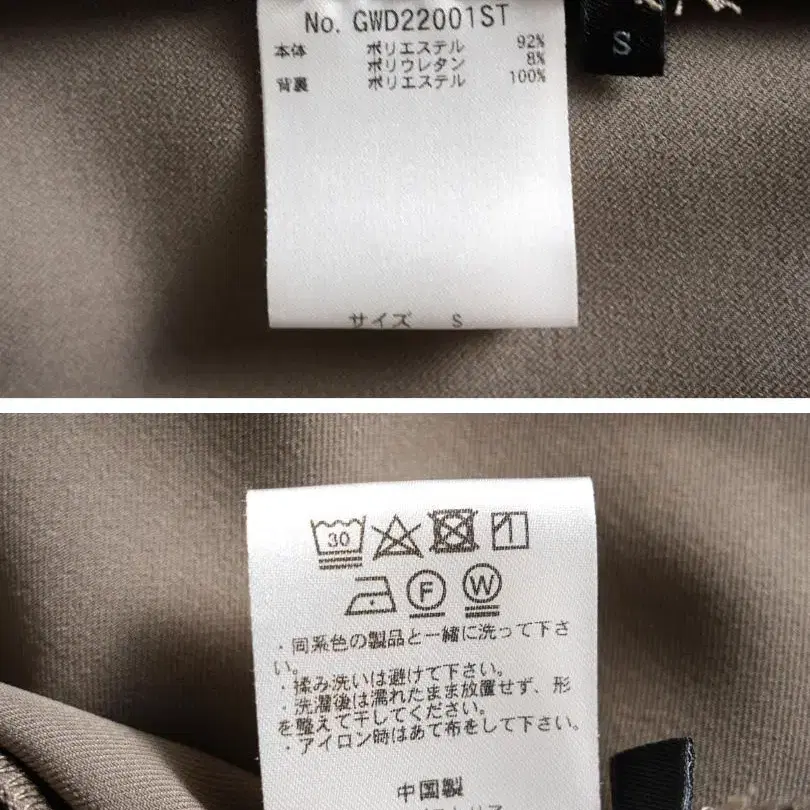 No. GWD22001ST
本体 ポリエステル 92%
ポリウレタン 8%
背裏 ポリエステル 100%
S
サイズ S
30
F W
・同系色の製品と一緒に洗って下さ
い。
・揉み洗いは避けて下さい。
・洗濯後は濡れたまま放置せず、形
を整えて干してください。
・アイロン時はあて布をして下さい。
中国製